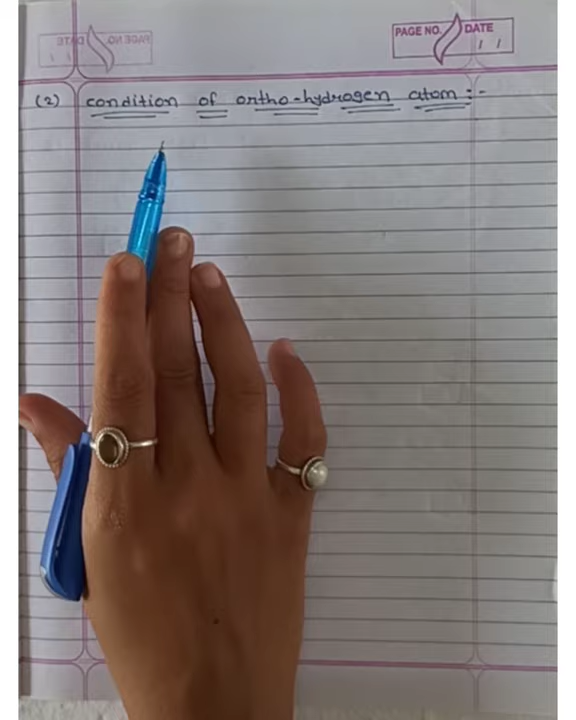 PAGE NO. DATE
/ /
(2) condition of ortho-hydrogen atom :-